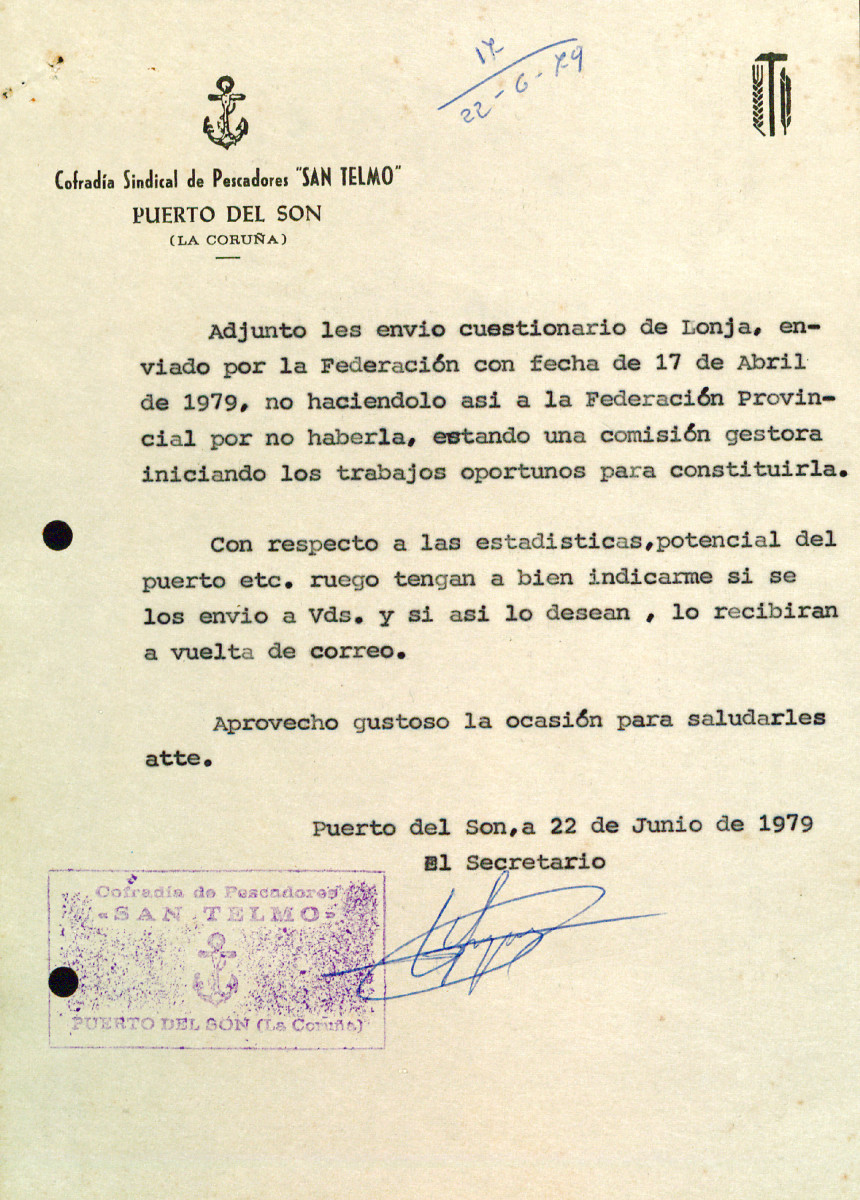 17
22-6-79
Cofradía Sindical de Pescadores "SAN TELMO"
PUERTO DEL SON
(LA CORUÑA)
Adjunto les envio cuestionario de Lonja, en-
viado por la Federación con fecha de 17 de Abril
de 1979, no haciendolo asi a la Federación Provin-
cial por no haberla, estando una comisión gestora
iniciando los trabajos oportunos para constituirla.
Con respecto a las estadisticas,potencial del
puerto etc. ruego tengan a bien indicarme si se
los envio a Vds. y si asi lo desean , lo recibiran
a vuelta de correo.
Aprovecho gustoso la ocasión para saludarles
atte.
Puerto del Son,a 22 de Junio de 1979
El Secretario
Cofradía de Pescadores
«SAN TELMO»
PUERTO DEL SON (La Coruña)